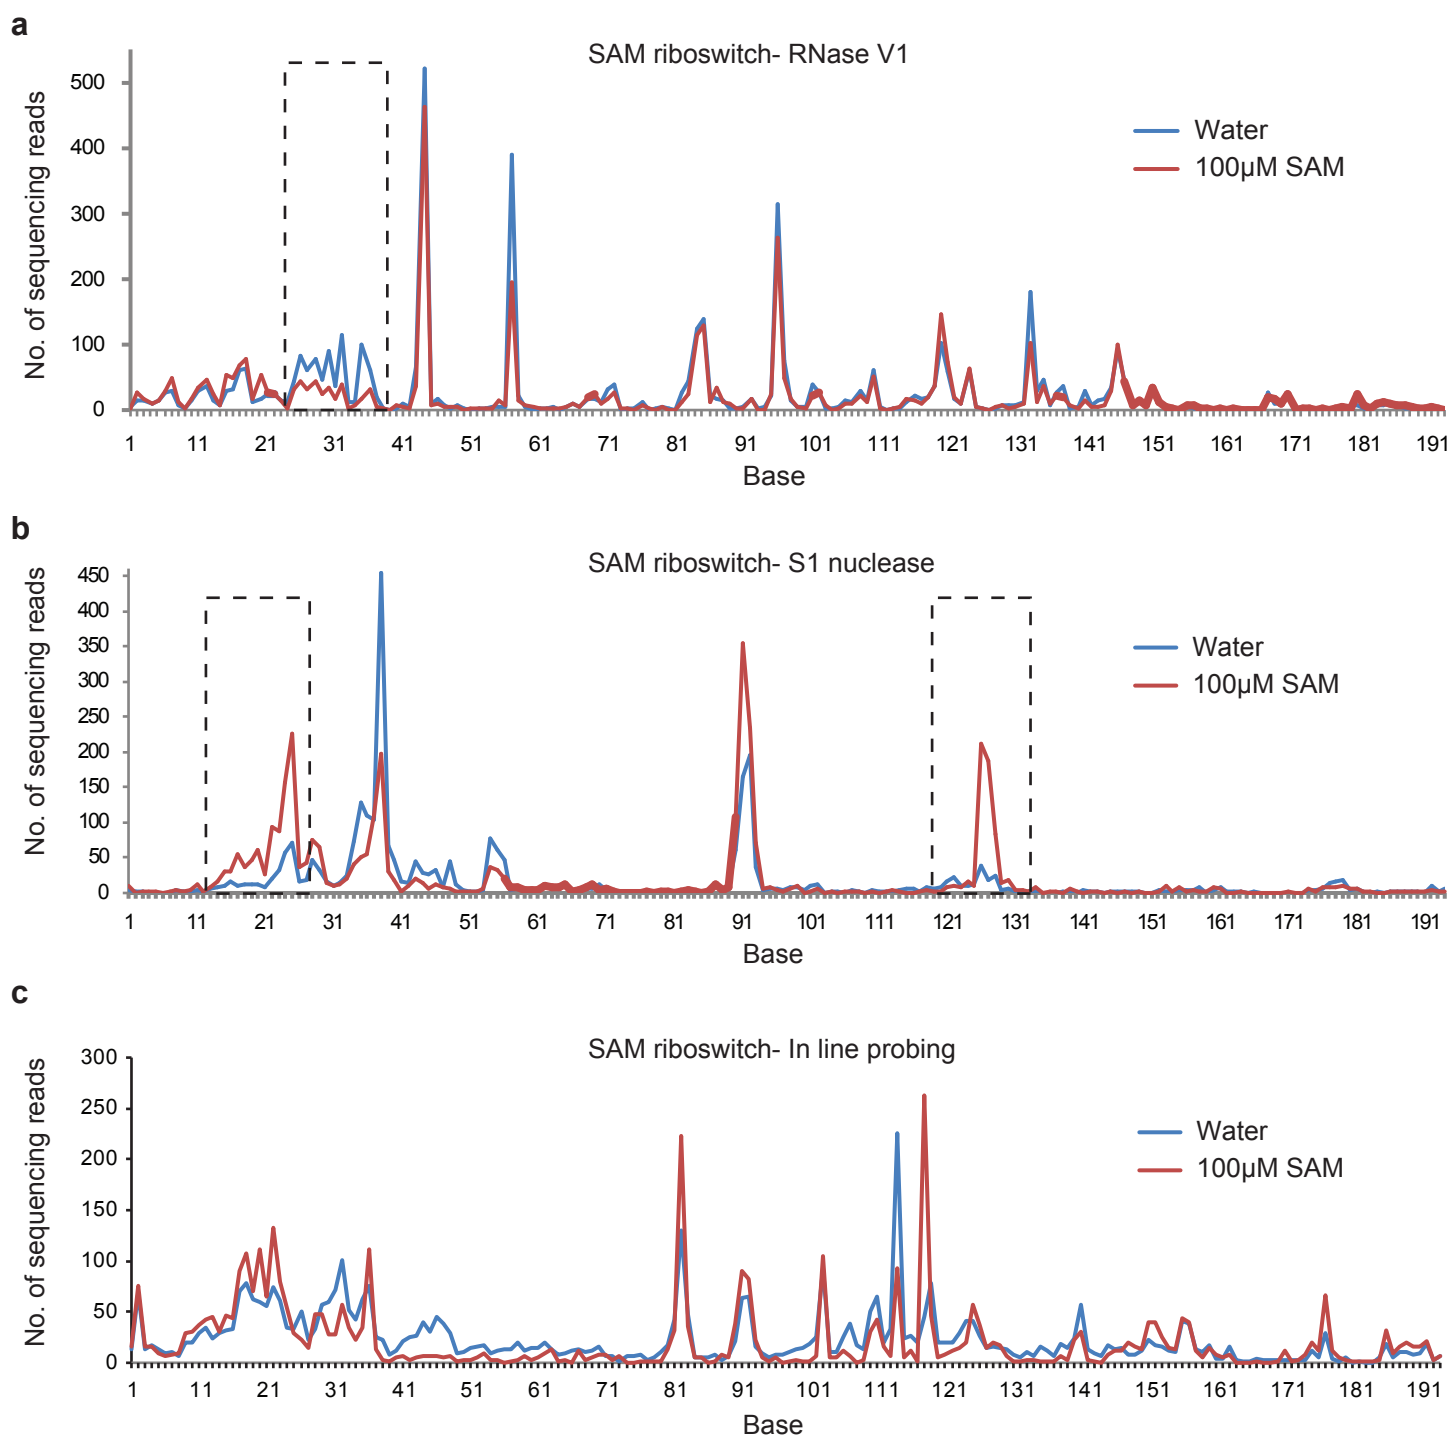 a
SAM riboswitch- RNase V1
No. of sequencing reads
500
400
300
200
100
0
Water
100µM SAM
1 11 21 31 41 51 61 71 81 91 101 111 121 131 141 151 161 171 181 191
Base
b
SAM riboswitch- S1 nuclease
No. of sequencing reads
450
400
350
300
250
200
150
100
50
0
Water
100µM SAM
1 11 21 31 41 51 61 71 81 91 101 111 121 131 141 151 161 171 181 191
Base
c
SAM riboswitch- In line probing
No. of sequencing reads
300
250
200
150
100
50
0
Water
100µM SAM
1 11 21 31 41 51 61 71 81 91 101 111 121 131 141 151 161 171 181 191
Base